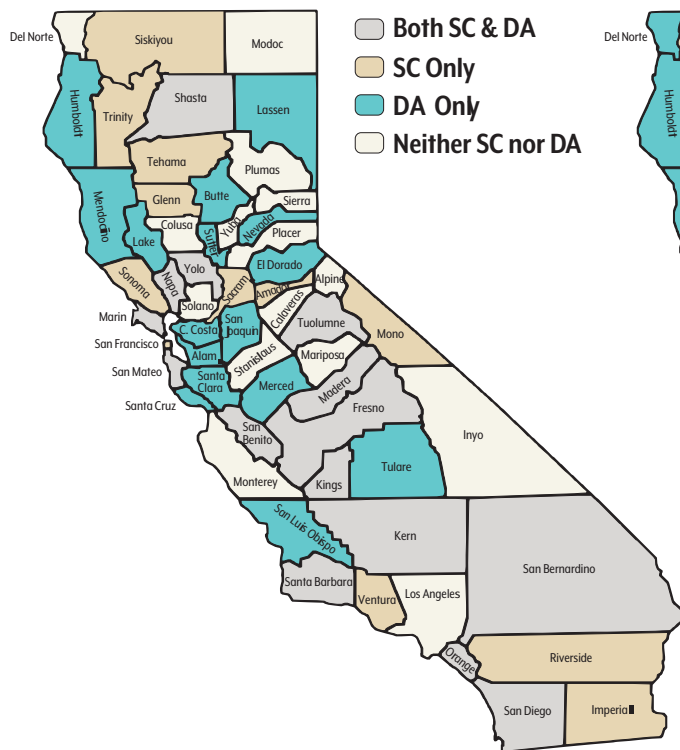 Both SC & DA
SC Only
DA Only
Neither SC nor DA
Del Norte
Siskiyou
Modoc
Del Norte
Humboldt
Trinity
Shasta
Lassen
Humboldt
Tehama
Plumas
Mendocino
Glenn
Butte
Sierra
Colusa
Lake
Sutter
Yuba
Nevada
Placer
Yolo
El Dorado
Sonoma
Napa
Sacram
Amador
Alpine
Solano
Calaveras
Marin
C. Costa
San
Joaquin
Tuolumne
Mono
San Francisco
Alam
Stanislaus
Mariposa
San Mateo
Santa
Clara
Merced
Madera
Santa Cruz
Fresno
San
Benito
Inyo
Monterey
Kings
Tulare
San Luis Obispo
Kern
San Bernardino
Santa Barbara
Ventura
Los Angeles
Orange
Riverside
San Diego
Imperia